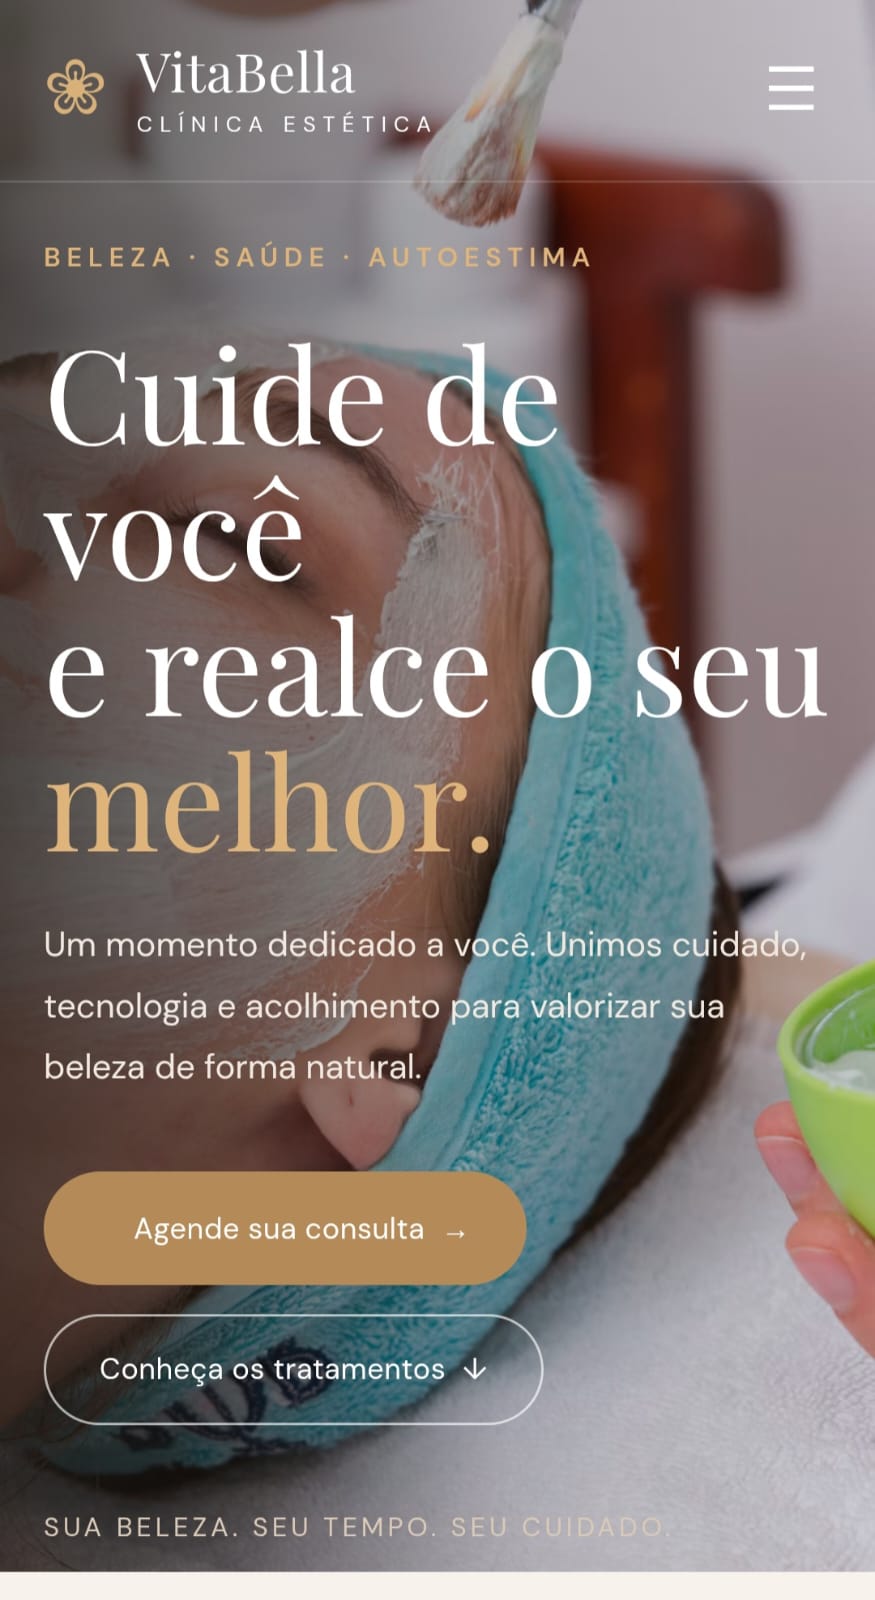 VitaBella
CLÍNICA ESTÉTICA
BELEZA · SAÚDE · AUTOESTIMA
Cuide de
você
e realce o seu
melhor.
Um momento dedicado a você. Unimos cuidado,
tecnologia e acolhimento para valorizar sua
beleza de forma natural.
Agende sua consulta →
Conheça os tratamentos ↓
SUA BELEZA. SEU TEMPO. SEU CUIDADO.